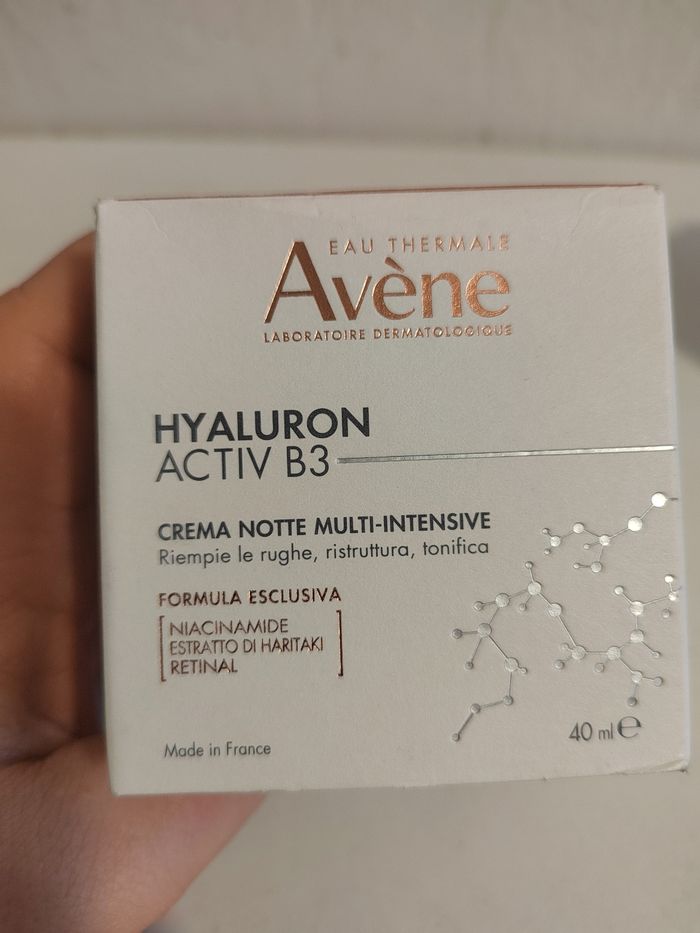 EAU THERMALE
Avène
LABORATOIRE DERMATOLOGIQUE
HYALURON
ACTIV B3
CREMA NOTTE MULTI-INTENSIVE
Riempie le rughe, ristruttura, tonifica
FORMULA ESCLUSIVA
NIACINAMIDE
ESTRATTO DI HARITAKI
RETINAL
Made in France
40 ml ℮